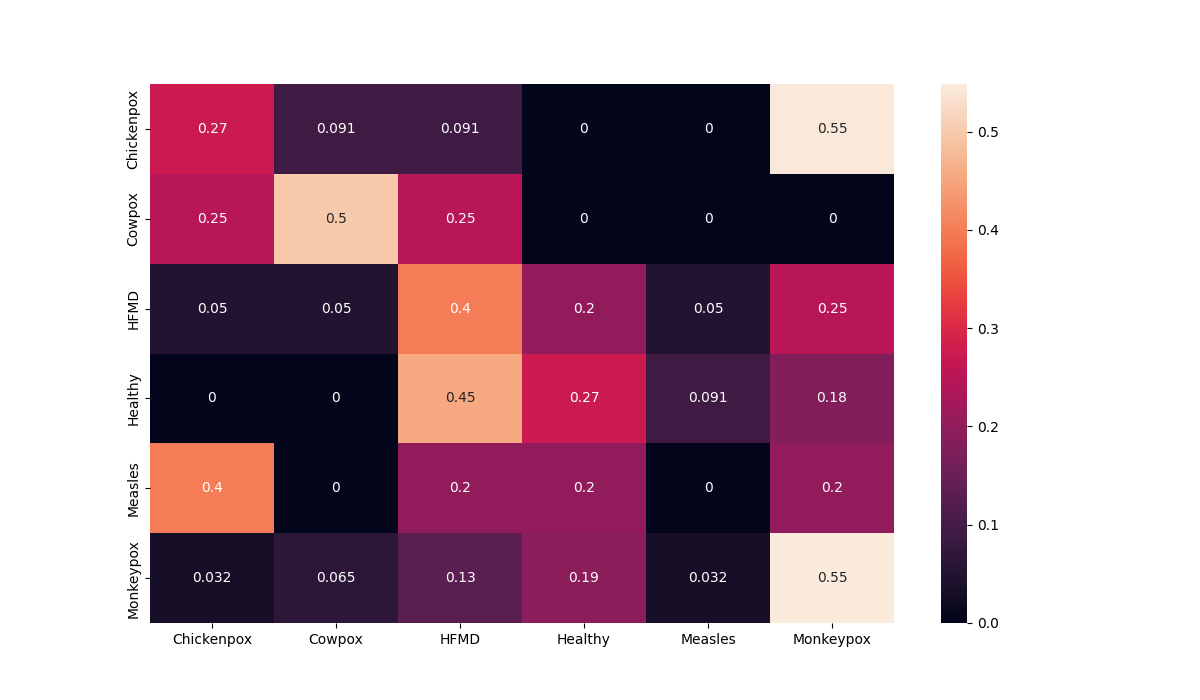 Chickenpox 0.27 0.091 0.091 0 0 0.55
Cowpox 0.25 0.5 0.25 0 0 0
HFMD 0.05 0.05 0.4 0.2 0.05 0.25
Healthy 0 0 0.45 0.27 0.091 0.18
Measles 0.4 0 0.2 0.2 0 0.2
Monkeypox 0.032 0.065 0.13 0.19 0.032 0.55
Chickenpox Cowpox HFMD Healthy Measles Monkeypox
0.5
0.4
0.3
0.2
0.1
0.0